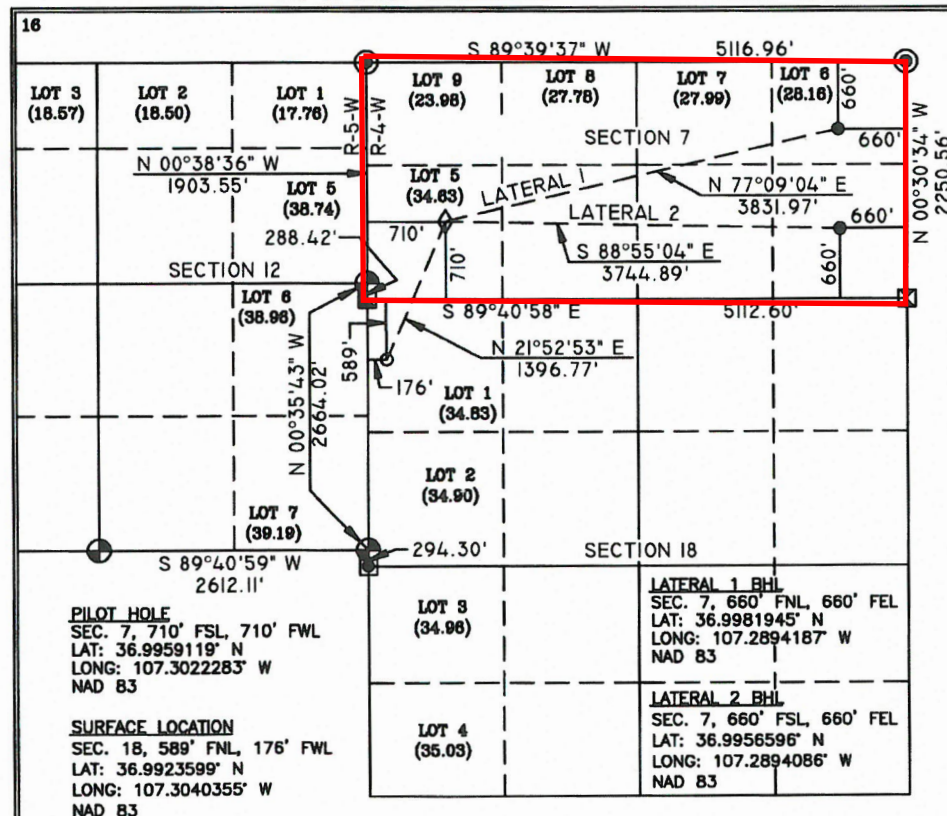 16
S 89°39'37" W 5116.96'
LOT 3
(18.57)
LOT 2
(18.50)
LOT 1
(17.76)
R-5-W
R-4-W
LOT 9
(23.98)
LOT 8
(27.78)
LOT 7
(27.99)
LOT 6
(28.16)
660'
660'
SECTION 7
N 00°30'34" W
2250.56'
N 00°38'36" W
1903.55'
LOT 5
(38.74)
LOT 5
(34.83)
LATERAL 1
N 77°09'04" E
3831.97'
LATERAL 2
660'
710'
710'
S 88°55'04" E
3744.89'
660'
288.42'
SECTION 12
LOT 6
(38.98)
S 89°40'58" E 5112.60'
589'
N 21°52'53" E
1396.77'
176'
LOT 1
(34.83)
N 00°35'43" W
2664.02'
LOT 2
(34.90)
LOT 7
(39.19)
294.30'
SECTION 18
S 89°40'59" W
2612.11'
PILOT HOLE
SEC. 7, 710' FSL, 710' FWL
LAT: 36.9959119° N
LONG: 107.3022283° W
NAD 83
SURFACE LOCATION
SEC. 18, 589' FNL, 176' FWL
LAT: 36.9923599° N
LONG: 107.3040355° W
NAD 83
LOT 3
(34.96)
LOT 4
(35.03)
LATERAL 1 BHL
SEC. 7, 660' FNL, 660' FEL
LAT: 36.9981945° N
LONG: 107.2894187° W
NAD 83
LATERAL 2 BHL
SEC. 7, 660' FSL, 660' FEL
LAT: 36.9956596° N
LONG: 107.2894086° W
NAD 83